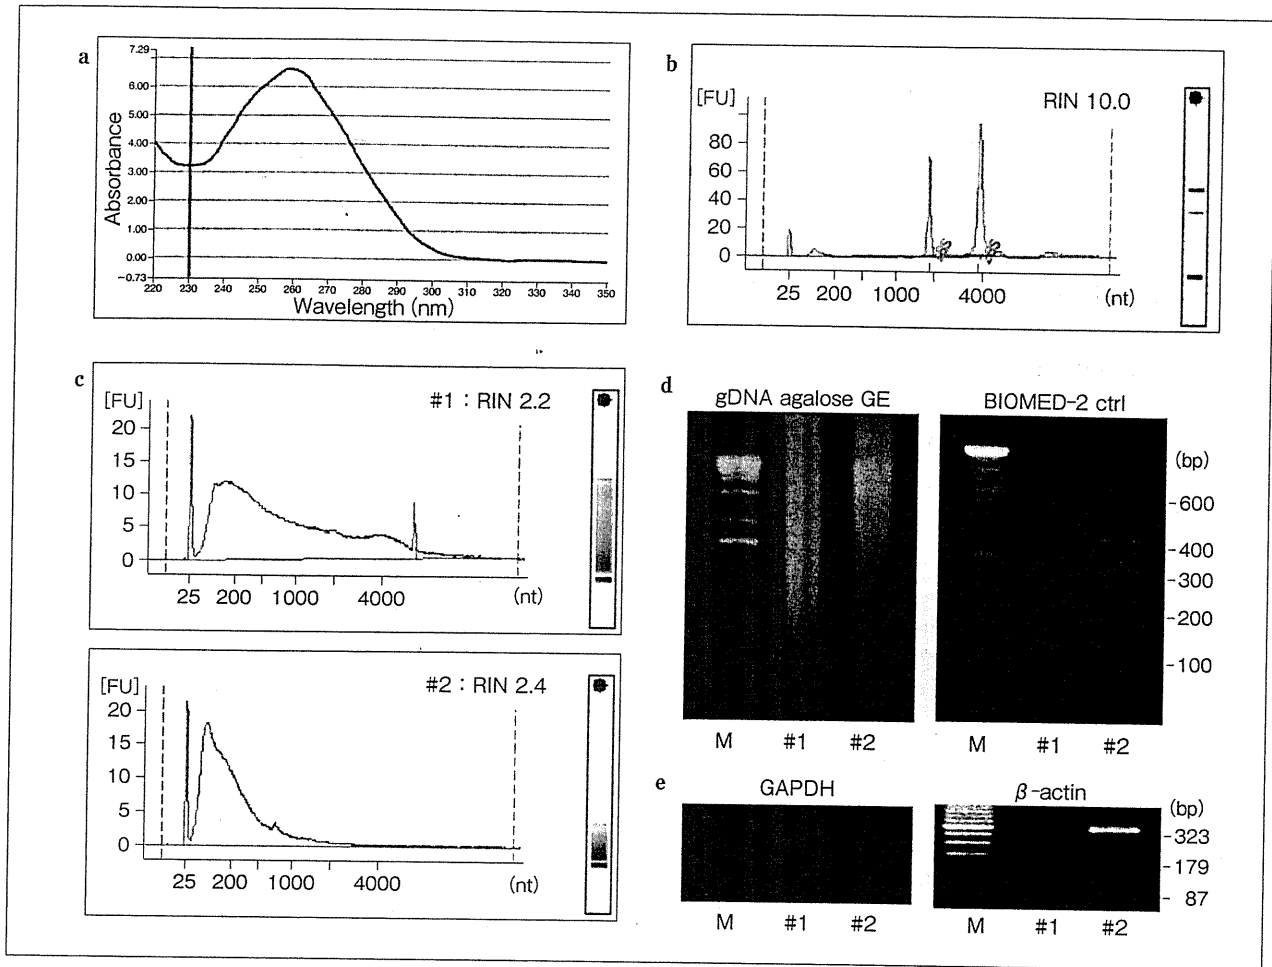 a
7.29
6.00
5.00
4.00
3.00
2.00
1.00
0.00
-0.73
Absorbance
220 230 240 250 260 270 280 290 300 310 320 330 340 350
Wavelength (nm)
b
[FU]
RIN 10.0
80
60
40
20
0
25 200 1000 4000 (nt)
c
[FU]
#1 : RIN 2.2
20
15
10
5
0
25 200 1000 4000 (nt)
[FU]
#2 : RIN 2.4
20
15
10
5
0
25 200 1000 4000 (nt)
d
gDNA agalose GE
BIOMED-2 ctrl
(bp)
-600
-400
-300
-200
-100
M #1 #2
M #1 #2
e
GAPDH
β-actin
(bp)
-323
-179
- 87
M #1 #2
M #1 #2